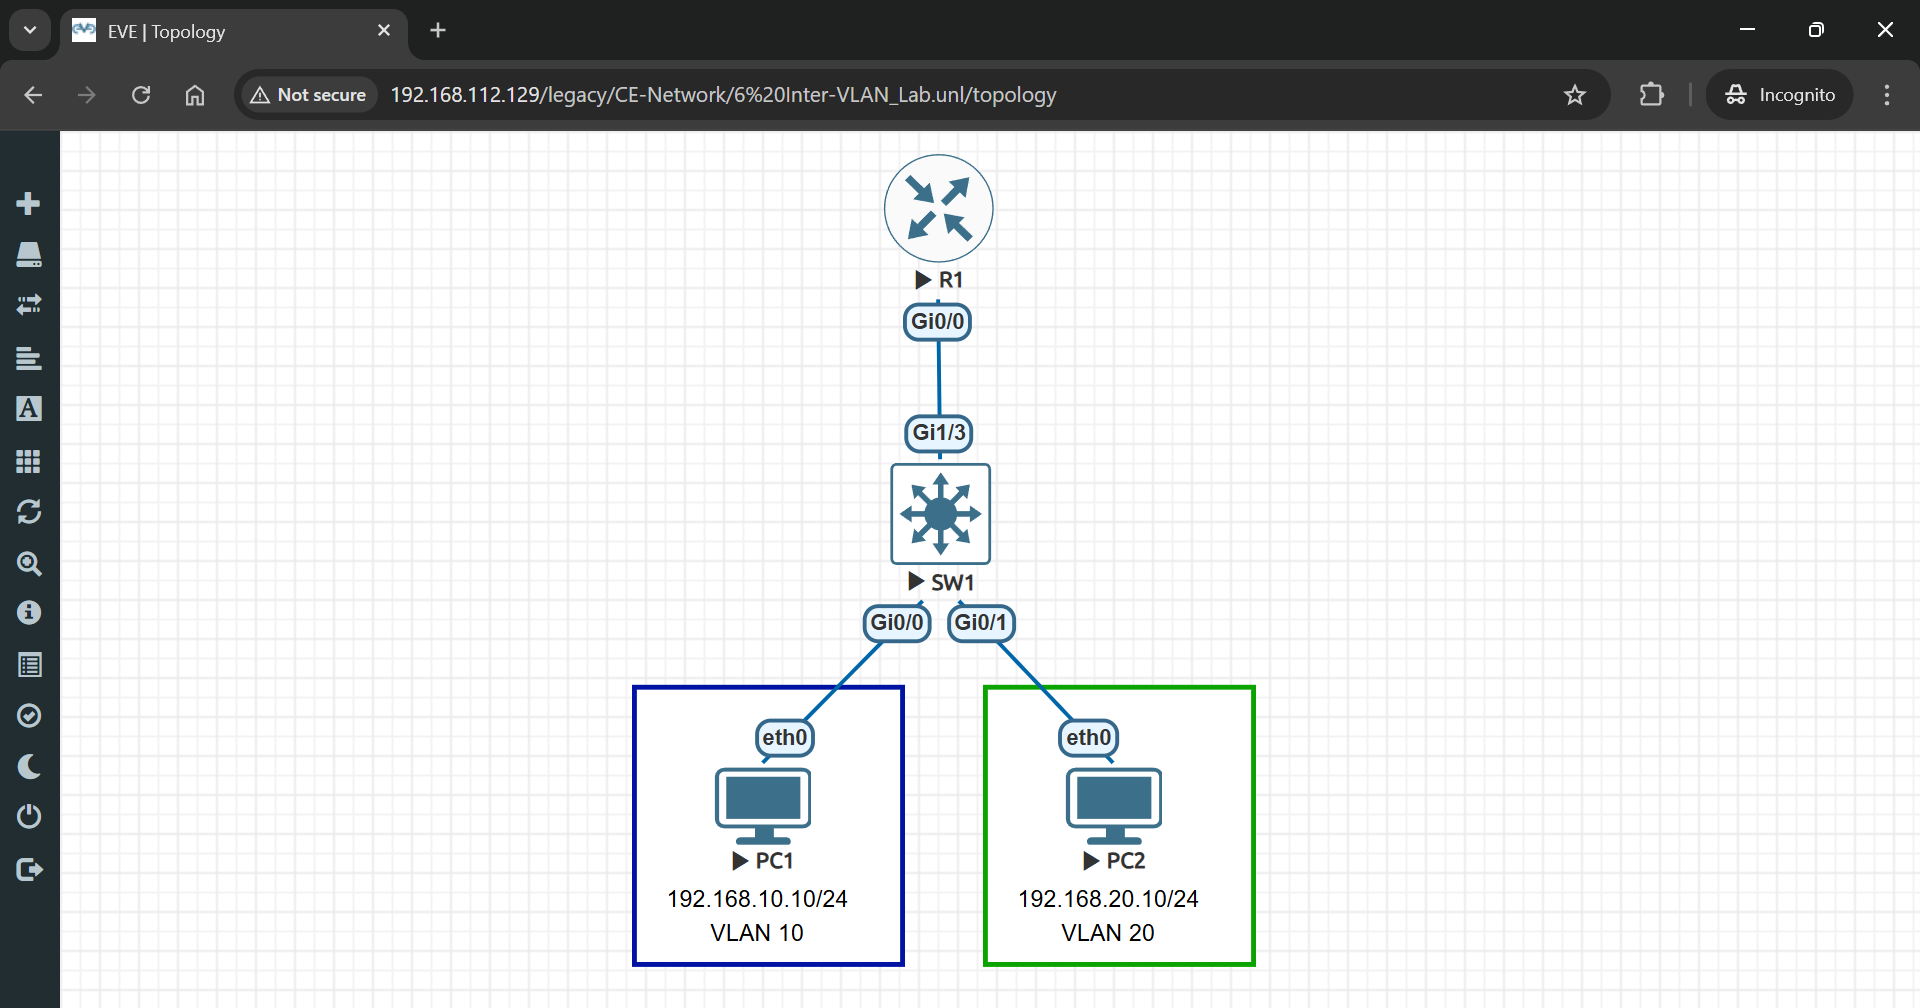 EVE | Topology
Not secure
192.168.112.129/legacy/CE-Network/6%20Inter-VLAN_Lab.unl/topology
Incognito
R1
Gi0/0
Gi1/3
SW1
Gi0/0 Gi0/1
eth0 eth0
PC1 PC2
192.168.10.10/24 192.168.20.10/24
VLAN 10 VLAN 20